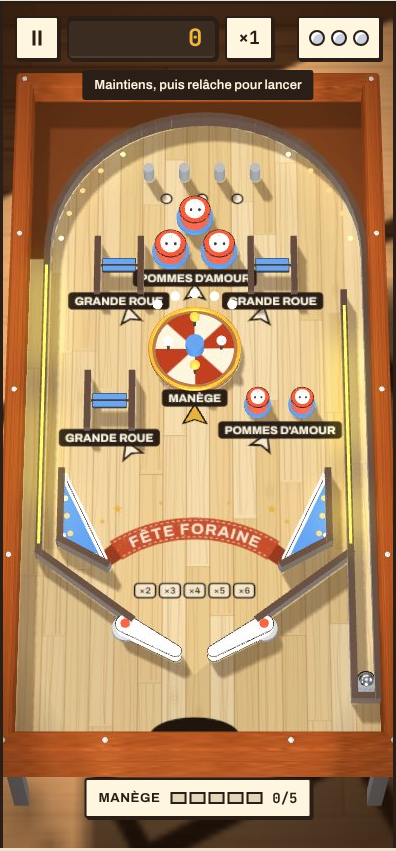 0
×1
Maintiens, puis relâche pour lancer
POMMES D'AMOUR
GRANDE ROUE
GRANDE ROUE
MANÈGE
GRANDE ROUE
POMMES D'AMOUR
FÊTE FORAINE
×2 ×3 ×4 ×5 ×6
MANÈGE 0/5